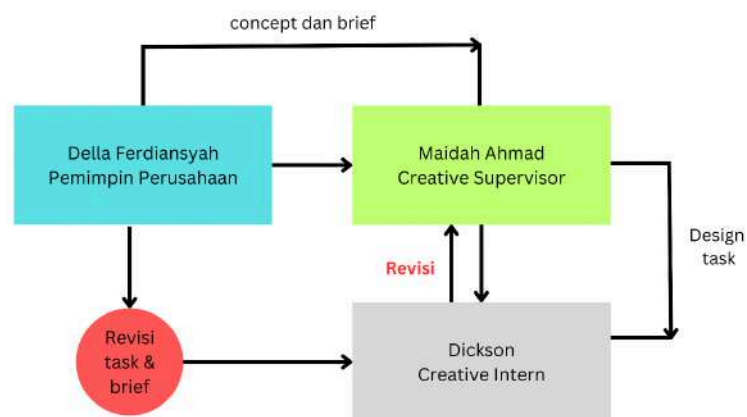 concept dan brief
Della Ferdiansyah
Pemimpin Perusahaan
Maidah Ahmad
Creative Supervisor
Design
task
Revisi
Revisi
task &
brief
Dickson
Creative Intern